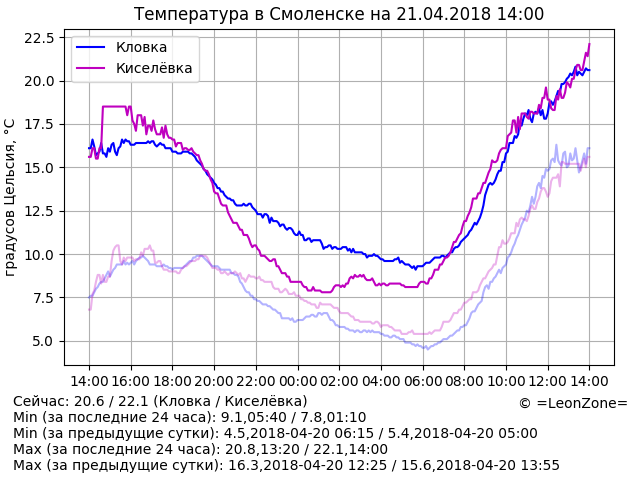 Температура в Смоленске на 21.04.2018 14:00
Кловка
Киселёвка
градусов Цельсия, °C
22.5
20.0
17.5
15.0
12.5
10.0
7.5
5.0
14:00 16:00 18:00 20:00 22:00 00:00 02:00 04:00 06:00 08:00 10:00 12:00 14:00
Сейчас: 20.6 / 22.1 (Кловка / Киселёвка)
© =LeonZone=
Min (за последние 24 часа): 9.1,05:40 / 7.8,01:10
Min (за предыдущие сутки): 4.5,2018-04-20 06:15 / 5.4,2018-04-20 05:00
Max (за последние 24 часа): 20.8,13:20 / 22.1,14:00
Max (за предыдущие сутки): 16.3,2018-04-20 12:25 / 15.6,2018-04-20 13:55